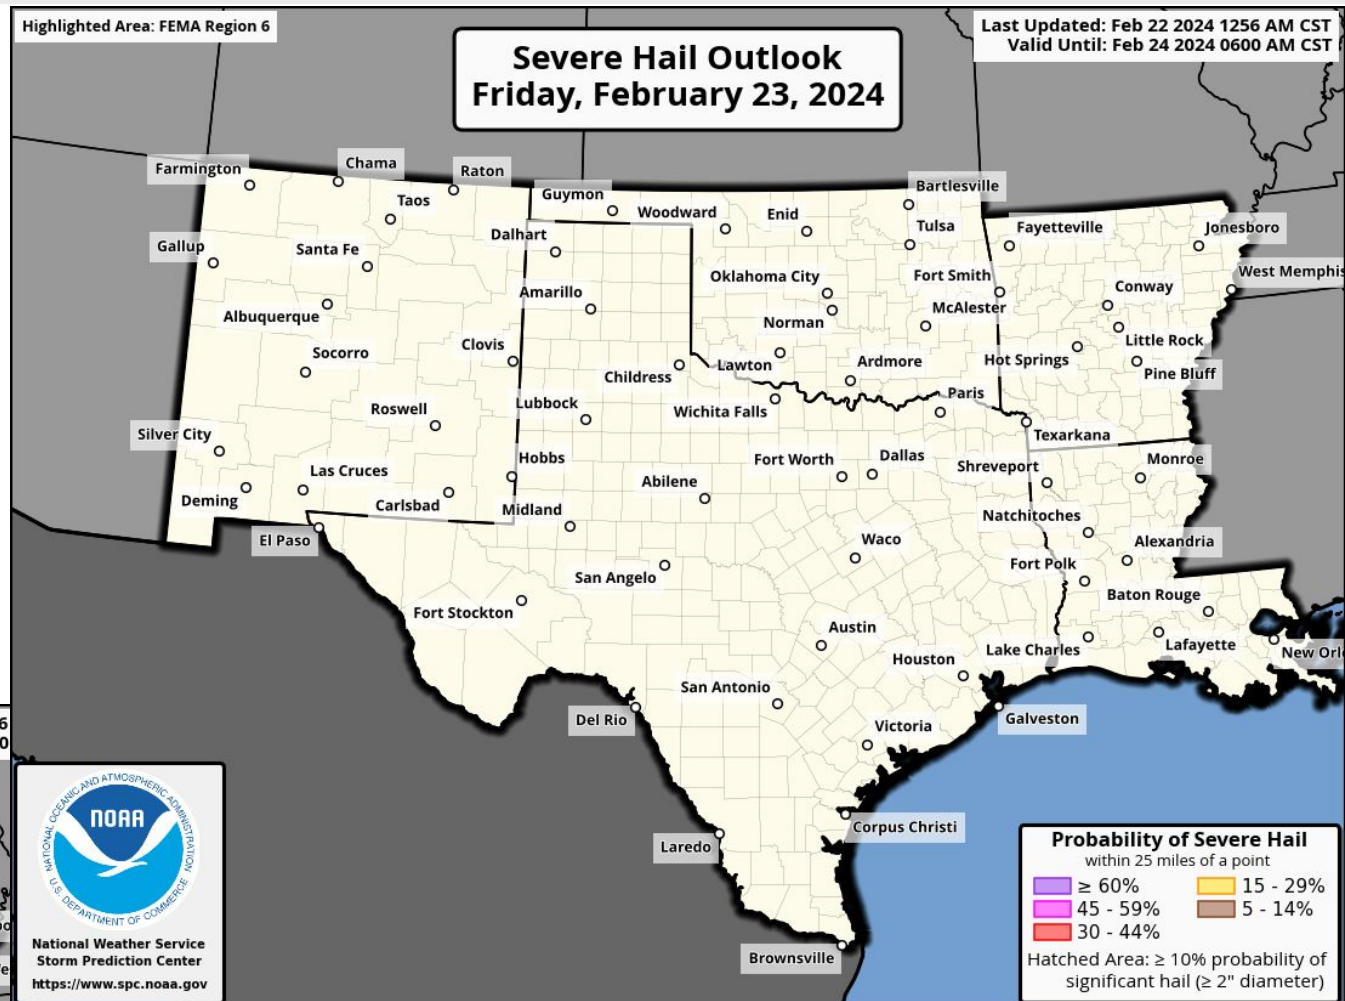 Highlighted Area: FEMA Region 6
Severe Hail Outlook
Friday, February 23, 2024
Last Updated: Feb 22 2024 1256 AM CST
Valid Until: Feb 24 2024 0600 AM CST
Farmington
Chama
Raton
Taos
Guymon
Woodward
Enid
Bartlesville
Tulsa
Fayetteville
Jonesboro
Gallup
Santa Fe
Dalhart
Oklahoma City
Fort Smith
West Memphis
Amarillo
Conway
Albuquerque
Norman
McAlester
Little Rock
Socorro
Clovis
Childress
Lawton
Ardmore
Hot Springs
Pine Bluff
Roswell
Lubbock
Wichita Falls
Paris
Silver City
Texarkana
Las Cruces
Hobbs
Abilene
Fort Worth
Dallas
Shreveport
Monroe
Deming
Carlsbad
Midland
Natchitoches
El Paso
San Angelo
Waco
Fort Polk
Alexandria
Fort Stockton
Baton Rouge
Austin
Houston
Lake Charles
Lafayette
New Orl
San Antonio
Del Rio
Victoria
Galveston
Laredo
Corpus Christi
Brownsville
6
0
NOAA
NATIONAL OCEANIC AND ATMOSPHERIC ADMINISTRATION
U.S. DEPARTMENT OF COMMERCE
National Weather Service
Storm Prediction Center
https://www.spc.noaa.gov
Probability of Severe Hail
within 25 miles of a point
≥ 60%
45 - 59%
30 - 44%
15 - 29%
5 - 14%
Hatched Area: ≥ 10% probability of
significant hail (≥ 2" diameter)